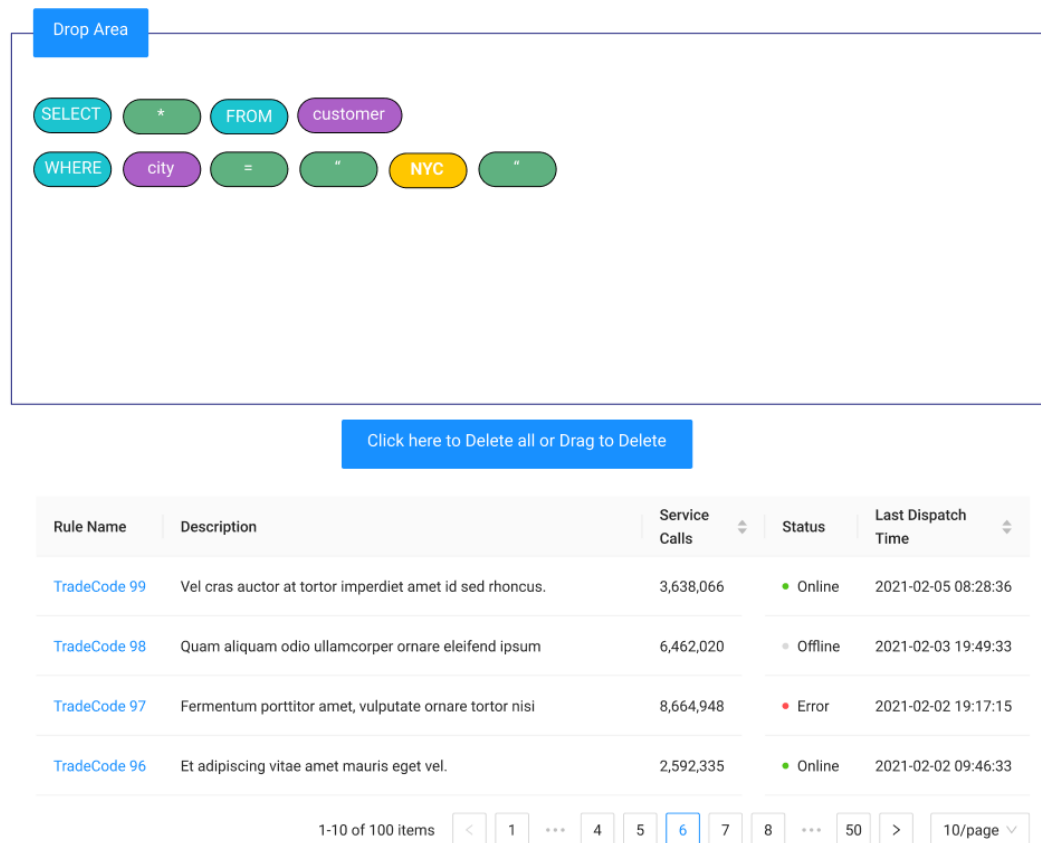 Drop Area
SELECT * FROM customer
WHERE city = “ NYC “
Click here to Delete all or Drag to Delete
Rule Name Description Service Calls Status Last Dispatch Time
TradeCode 99 Vel cras auctor at tortor imperdiet amet id sed rhoncus. 3,638,066 Online 2021-02-05 08:28:36
TradeCode 98 Quam aliquam odio ullamcorper ornare eleifend ipsum 6,462,020 Offline 2021-02-03 19:49:33
TradeCode 97 Fermentum porttitor amet, vulputate ornare tortor nisi 8,664,948 Error 2021-02-02 19:17:15
TradeCode 96 Et adipiscing vitae amet mauris eget vel. 2,592,335 Online 2021-02-02 09:46:33
1-10 of 100 items < 1 ••• 4 5 6 7 8 ••• 50 > 10/page